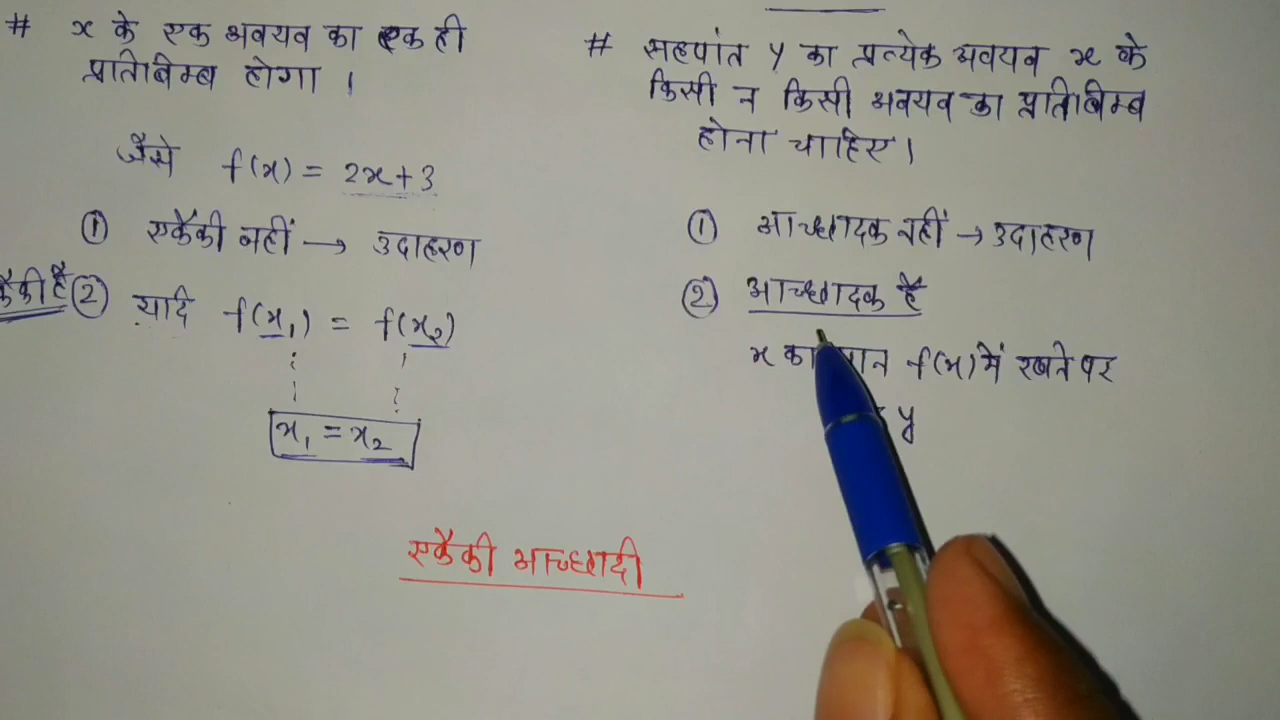 # x के एक अवयव का एक ही
प्रतिबिम्ब होगा ।
जैसे f(x) = 2x+3
① एकैकी नहीं → उदाहरण
② यदि f(x₁) = f(x₂)
x₁ = x₂
# सहप्रांत y का प्रत्येक अवयव x के
किसी न किसी अवयव का प्रतिबिम्ब
होना चाहिए ।
① आच्छादक नहीं → उदाहरण
② आच्छादक है
x का मान f(x) में रखने पर
y
एकैकी आच्छादी